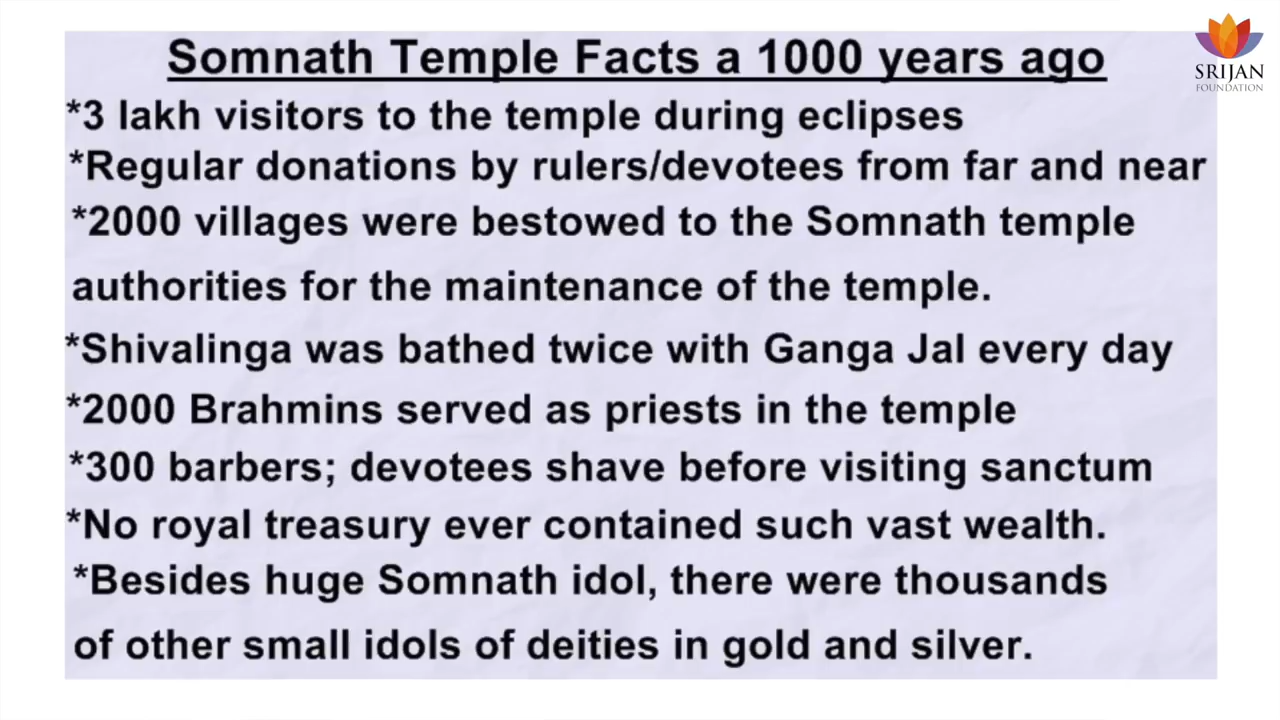 Somnath Temple Facts a 1000 years ago
SRIJAN
FOUNDATION
*3 lakh visitors to the temple during eclipses
*Regular donations by rulers/devotees from far and near
*2000 villages were bestowed to the Somnath temple
authorities for the maintenance of the temple.
*Shivalinga was bathed twice with Ganga Jal every day
*2000 Brahmins served as priests in the temple
*300 barbers; devotees shave before visiting sanctum
*No royal treasury ever contained such vast wealth.
*Besides huge Somnath idol, there were thousands
of other small idols of deities in gold and silver.